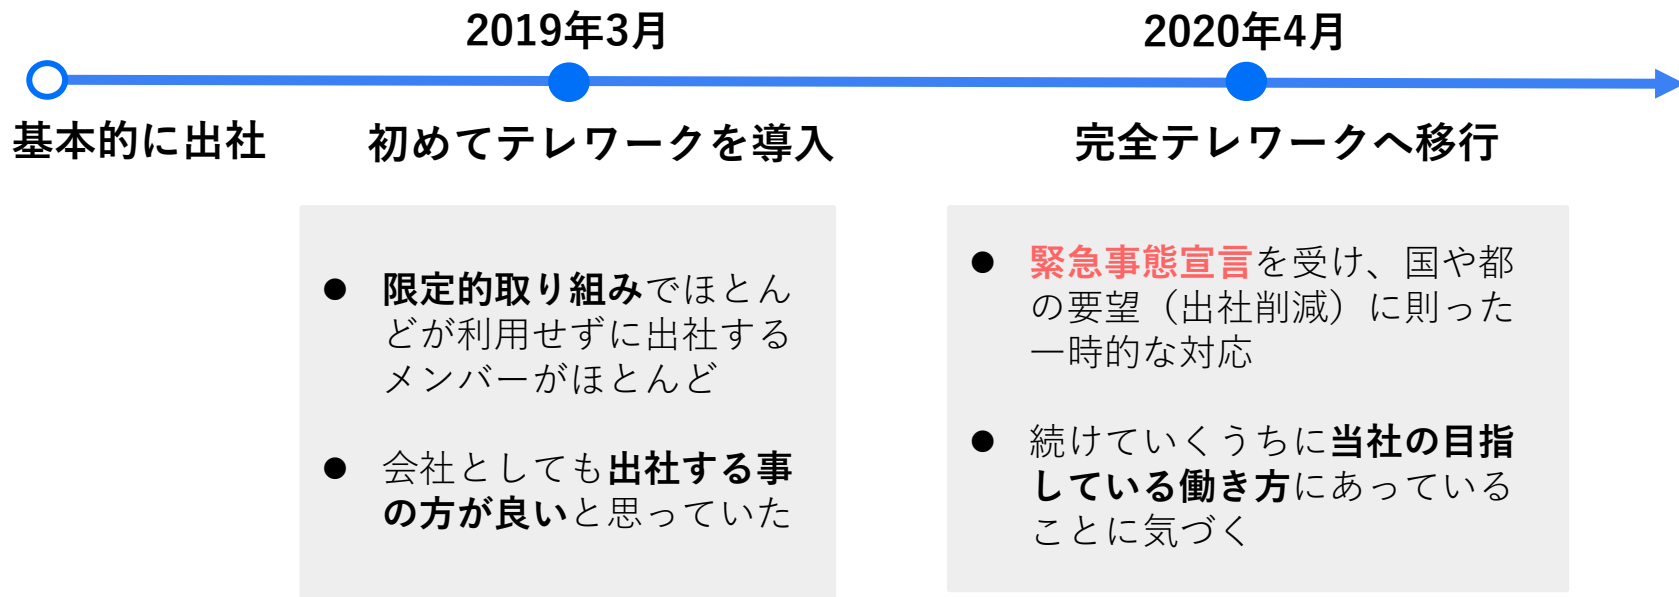 2019年3月
2020年4月
基本的に出社
初めてテレワークを導入
完全テレワークへ移行
● 限定的取り組みでほとん
どが利用せずに出社する
メンバーがほとんど
● 会社としても出社する事
の方が良いと思っていた
● 緊急事態宣言を受け、国や都
の要望（出社削減）に則った
一時的な対応
● 続けていくうちに当社の目指
している働き方にあっている
ことに気づく